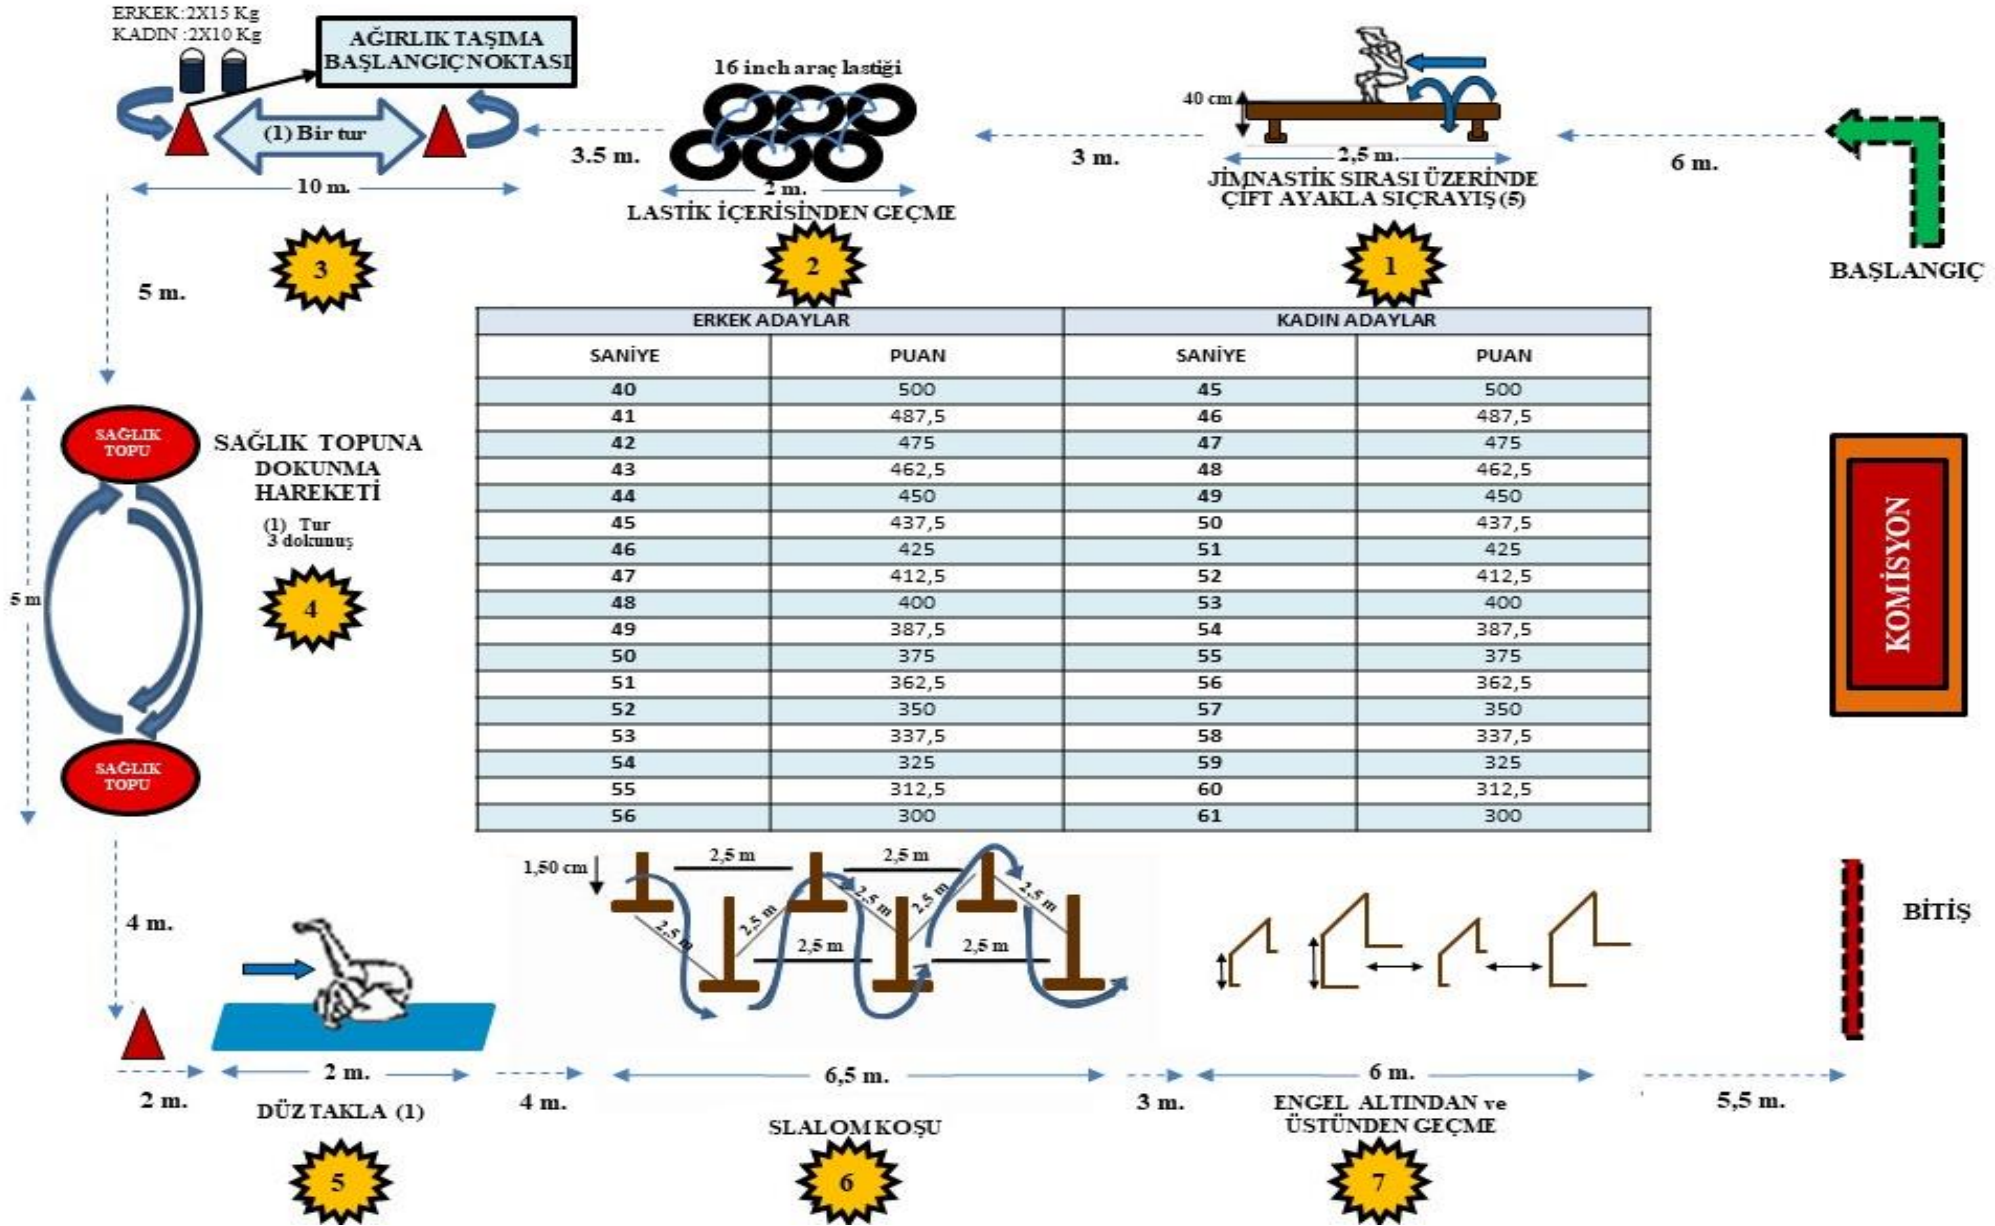 ERKEK:2X15 Kg
KADIN :2X10 Kg
AĞIRLIK TAŞIMA
BAŞLANGIÇ NOKTASI
(1) Bir tur
10 m.
3
3.5 m.
16 inch araç lastiği
2 m.
LASTİK İÇERİSİNDEN GEÇME
2
3 m.
40 cm
2,5 m.
JİMNASTİK SIRASI ÜZERİNDE
ÇİFT AYAKLA SIÇRAYIŞ (5)
1
6 m.
BAŞLANGIÇ
5 m.
SAĞLIK
TOPU
SAĞLIK TOPUNA
DOKUNMA
HAREKETİ
(1) Tur
3 dokunuş
4
5 m
SAĞLIK
TOPU
ERKEK ADAYLAR KADIN ADAYLAR
SANİYE PUAN SANİYE PUAN
40 500 45 500
41 487,5 46 487,5
42 475 47 475
43 462,5 48 462,5
44 450 49 450
45 437,5 50 437,5
46 425 51 425
47 412,5 52 412,5
48 400 53 400
49 387,5 54 387,5
50 375 55 375
51 362,5 56 362,5
52 350 57 350
53 337,5 58 337,5
54 325 59 325
55 312,5 60 312,5
56 300 61 300
KOMİSYON
4 m.
2 m.
2 m.
DÜZ TAKLA (1)
5
4 m.
1,50 cm
2,5 m
2,5 m
2,5 m
2,5 m
2,5 m
2,5 m
2,5 m
2,5 m
2,5 m
6,5 m.
SLALOM KOŞU
6
3 m.
6 m.
ENGEL ALTINDAN ve
ÜSTÜNDEN GEÇME
7
5,5 m.
BİTİŞ